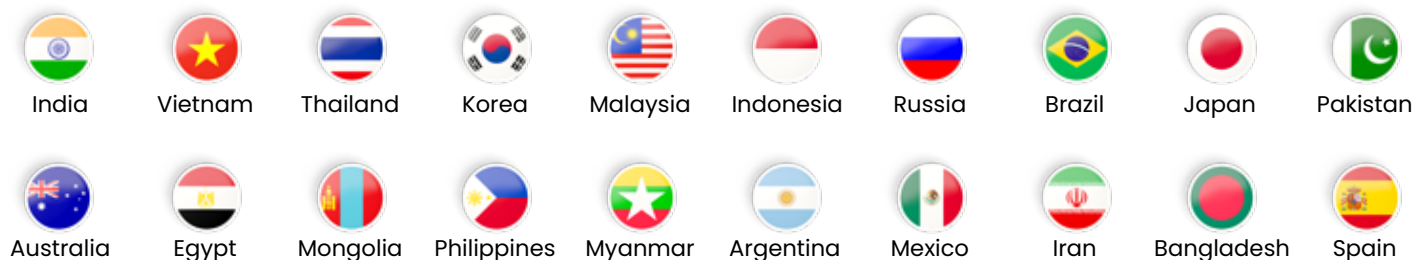 India Vietnam Thailand Korea Malaysia Indonesia Russia Brazil Japan Pakistan
Australia Egypt Mongolia Philippines Myanmar Argentina Mexico Iran Bangladesh Spain